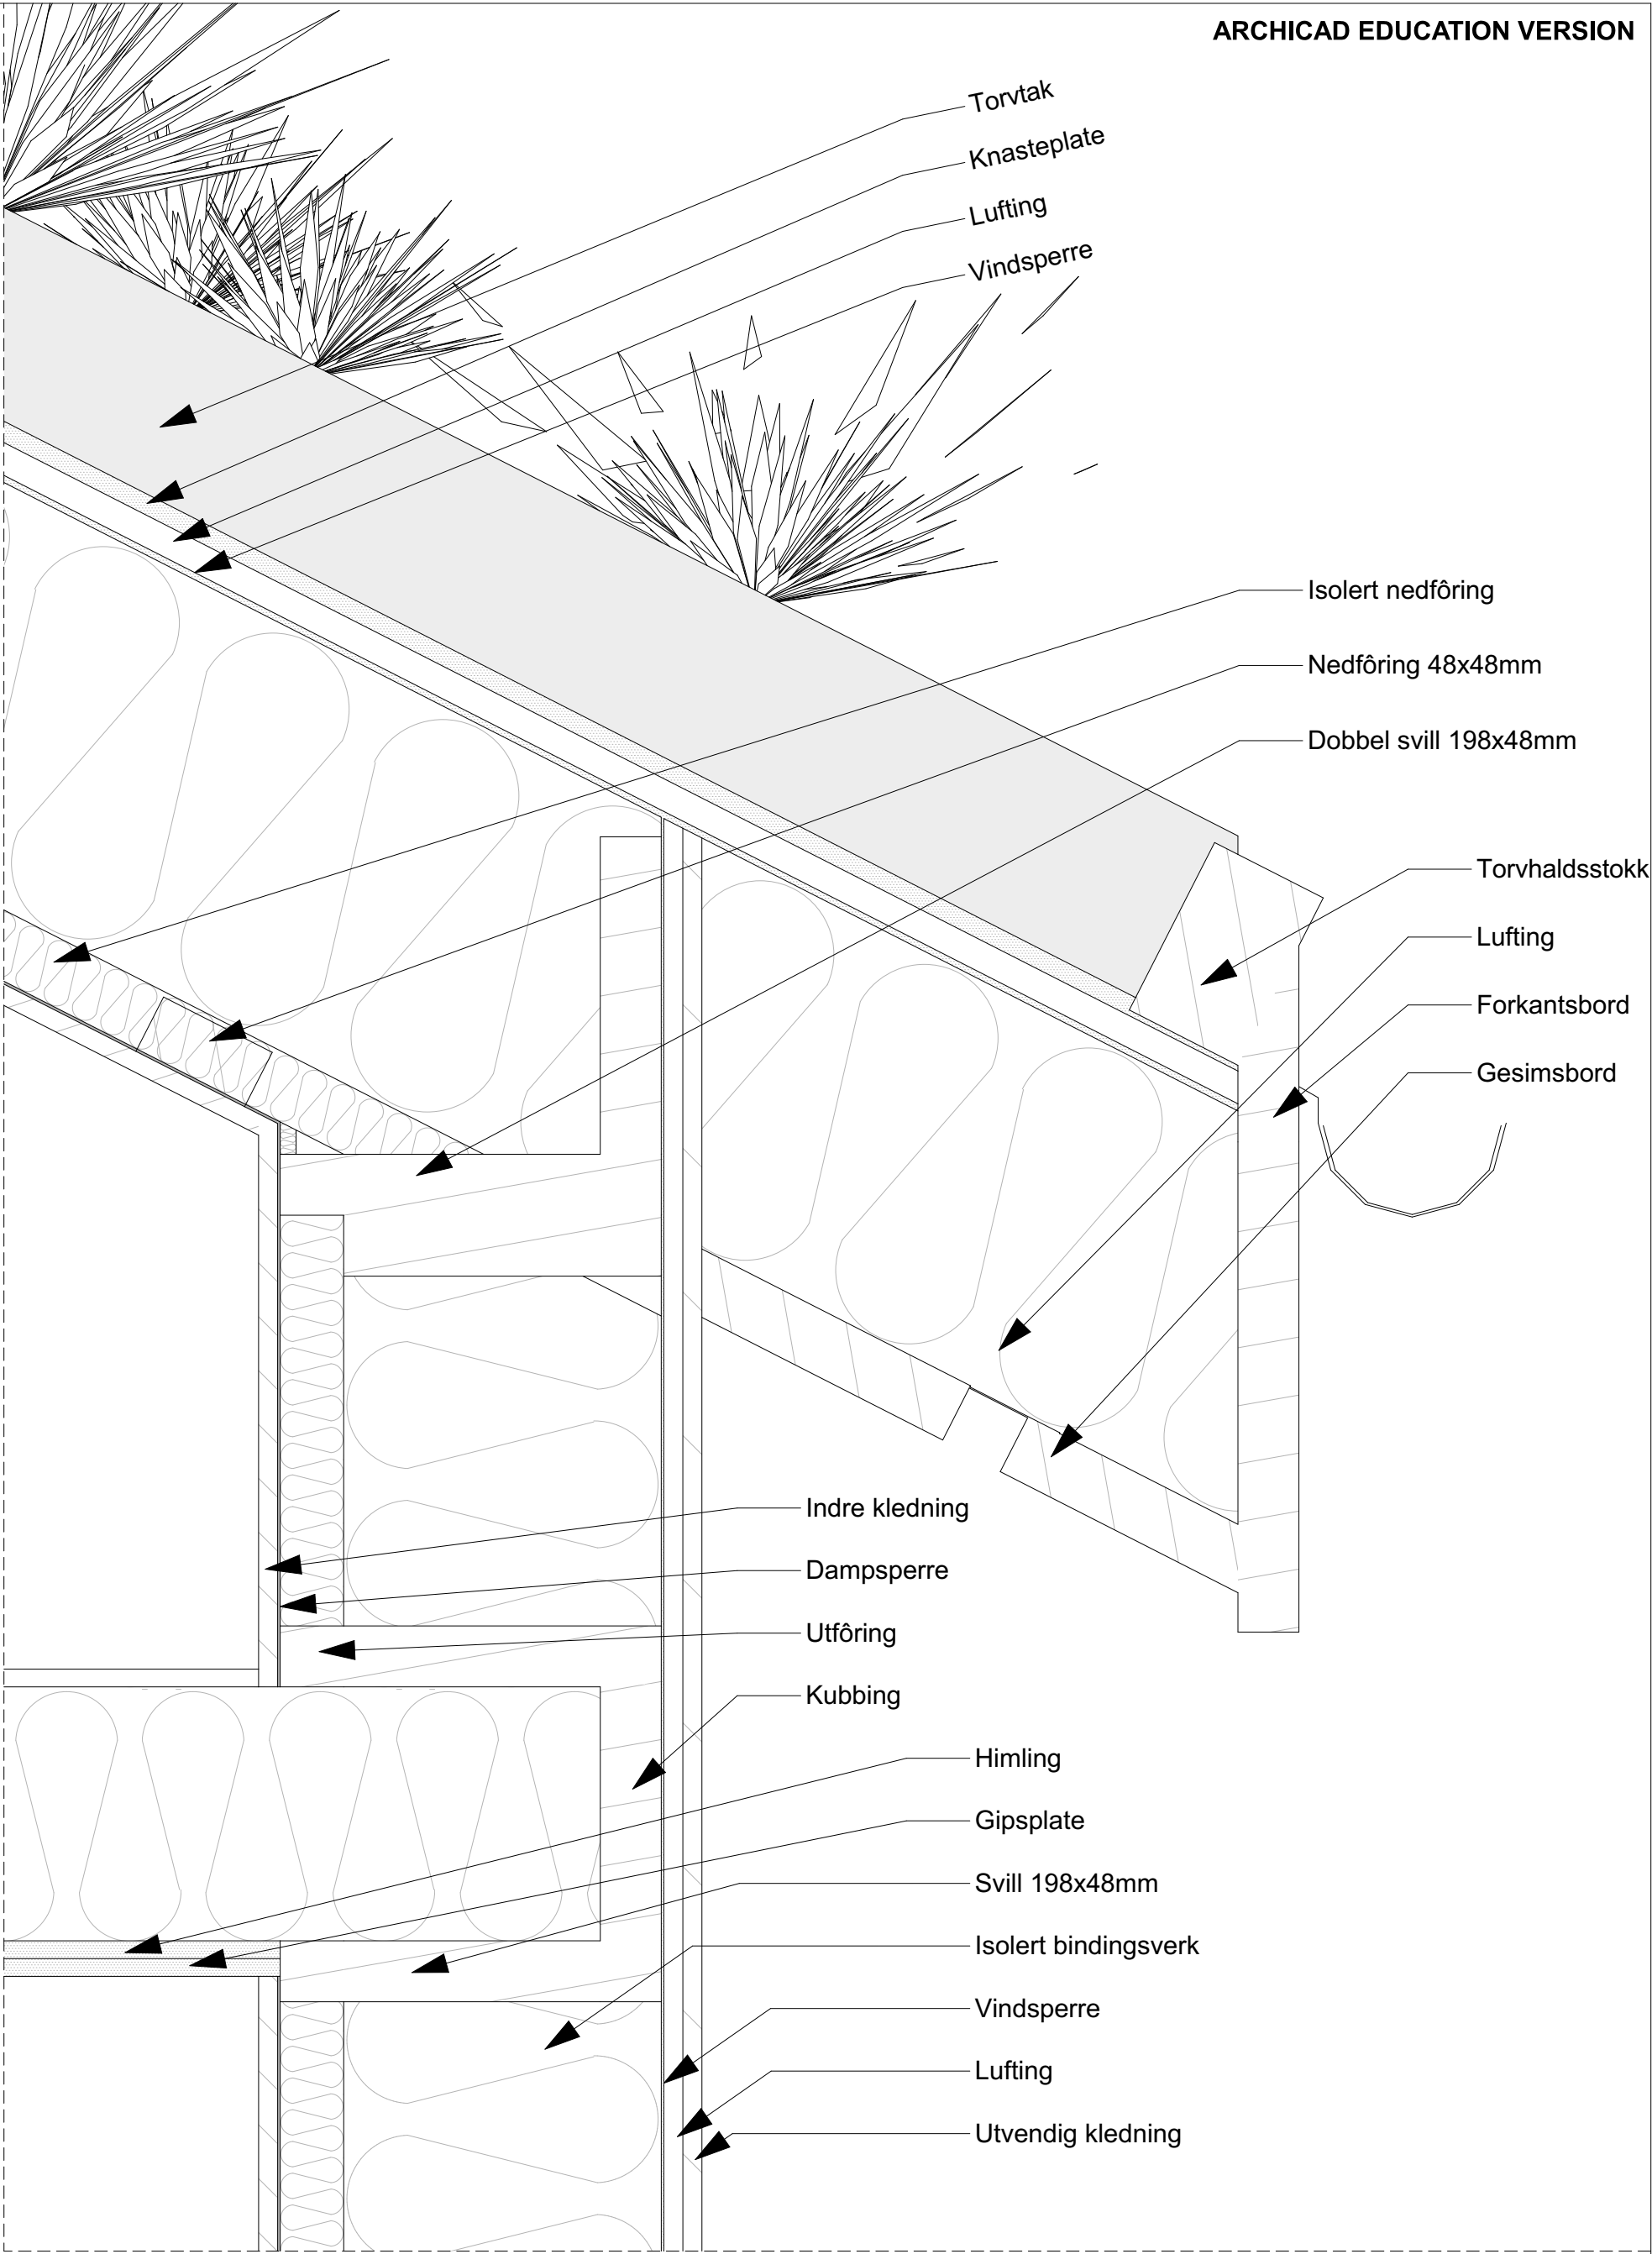 ARCHICAD EDUCATION VERSION
Torvtak
Knasteplate
Lufting
Vindsperre
Isolert nedfôring
Nedfôring 48x48mm
Dobbel svill 198x48mm
Torvhaldsstokk
Lufting
Forkantsbord
Gesimsbord
Indre kledning
Dampsperre
Utfôring
Kubbing
Himling
Gipsplate
Svill 198x48mm
Isolert bindingsverk
Vindsperre
Lufting
Utvendig kledning